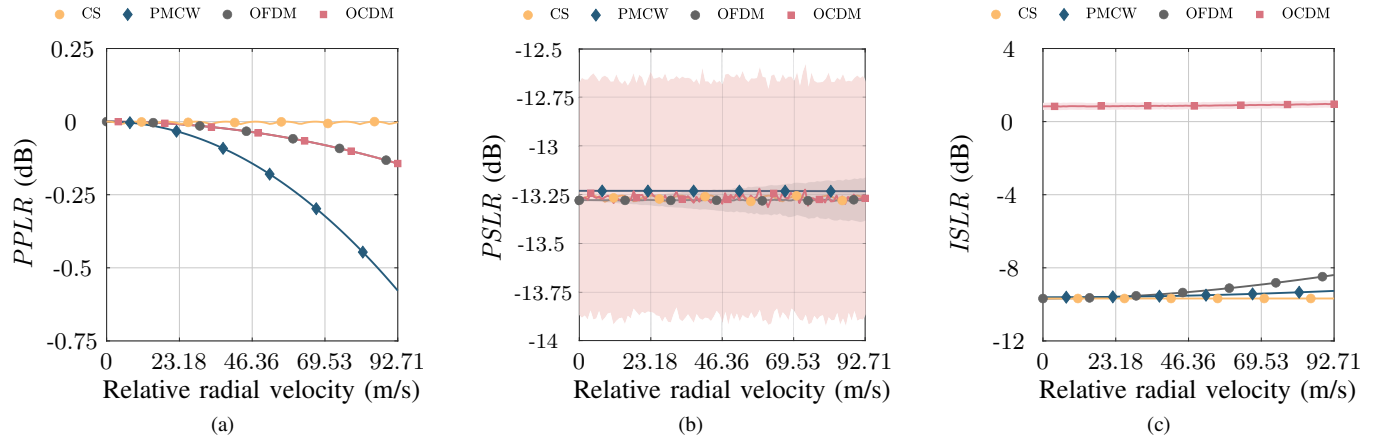 CS PMCW OFDM OCDM
0.25
0
-0.25
-0.5
-0.75
PPLR (dB)
0 23.18 46.36 69.53 92.71
Relative radial velocity (m/s)
(a)
CS PMCW OFDM OCDM
-12.5
-12.75
-13
-13.25
-13.5
-13.75
-14
PSLR (dB)
0 23.18 46.36 69.53 92.71
Relative radial velocity (m/s)
(b)
CS PMCW OFDM OCDM
4
0
-4
-8
-12
ISLR (dB)
0 23.18 46.36 69.53 92.71
Relative radial velocity (m/s)
(c)